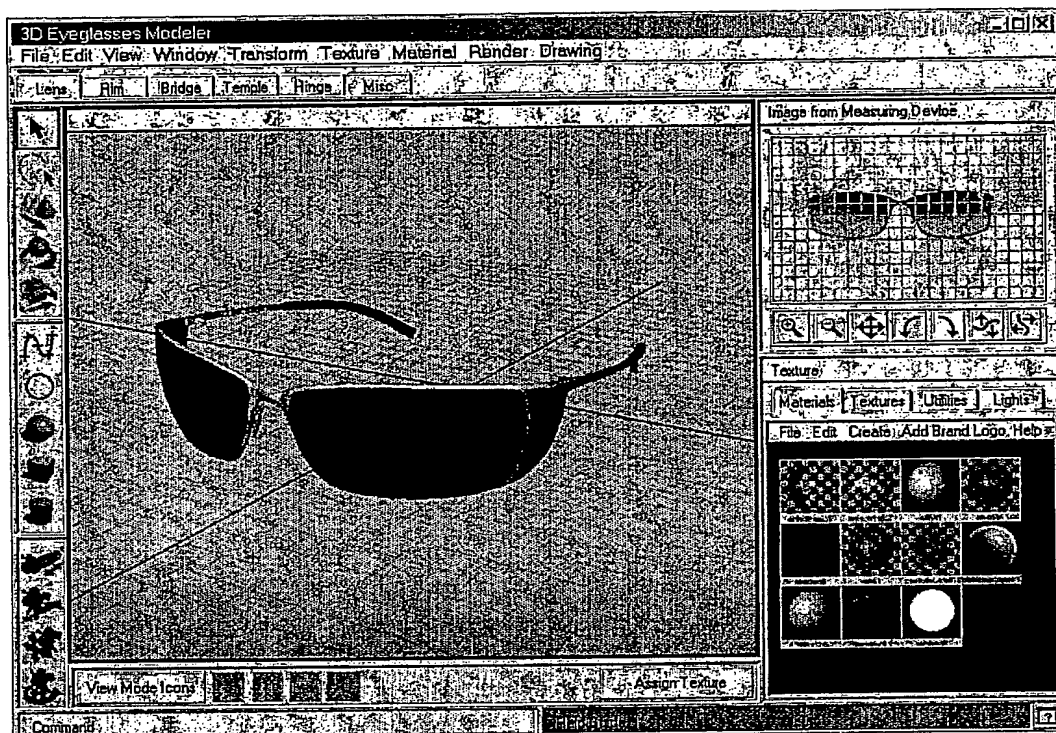 3D Eyeglasses Modeler
File Edit View Window Transform Texture Material Render Drawing
Lens Rim Bridge Temple Hinge Misc
Image from Measuring Device
Texture
Materials Textures Utilities Lights
File Edit Create Add Brand Logo Help
View Mode Icons Assign Texture
Command
?